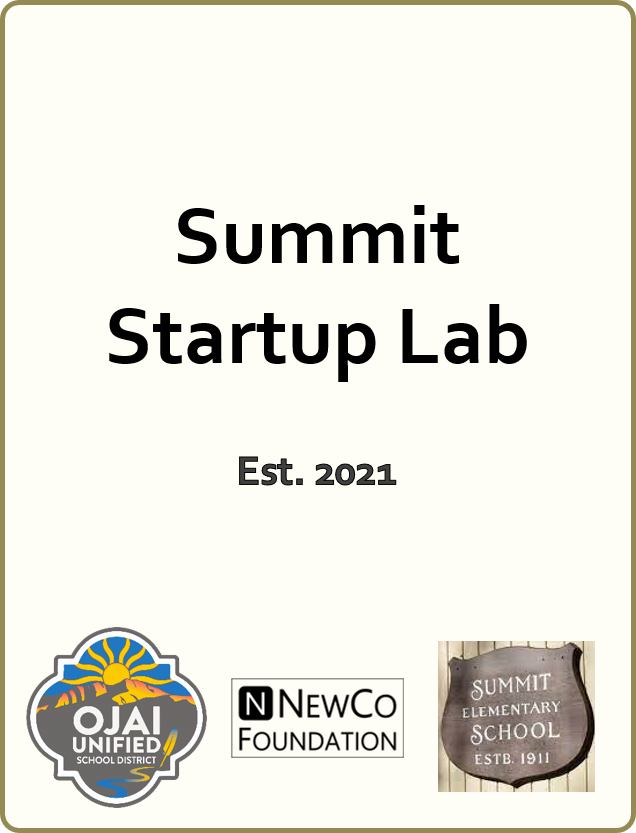 Summit
Startup Lab
Est. 2021
OJAI
UNIFIED
SCHOOL DISTRICT
N NEWCO
FOUNDATION
SUMMIT
ELEMENTARY
SCHOOL
ESTB. 1911